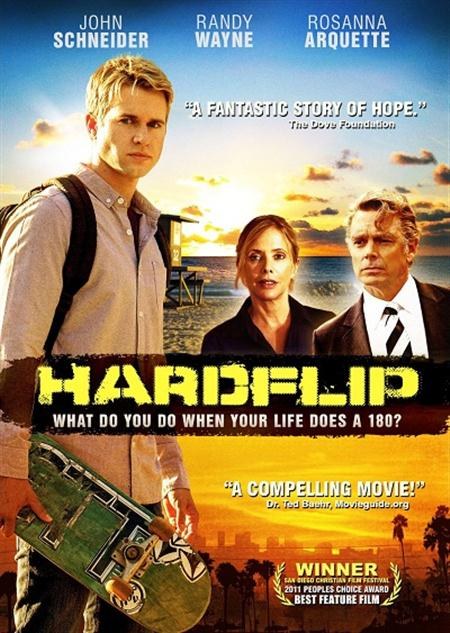 JOHN
SCHNEIDER
RANDY
WAYNE
ROSANNA
ARQUETTE
"A FANTASTIC STORY OF HOPE."
The Dove Foundation
HARDFLIP
WHAT DO YOU DO WHEN YOUR LIFE DOES A 180?
"A COMPELLING MOVIE!"
Dr. Ted Baehr, Movieguide.org
WINNER
SAN DIEGO CHRISTIAN FILM FESTIVAL
2011 PEOPLES CHOICE AWARD
BEST FEATURE FILM